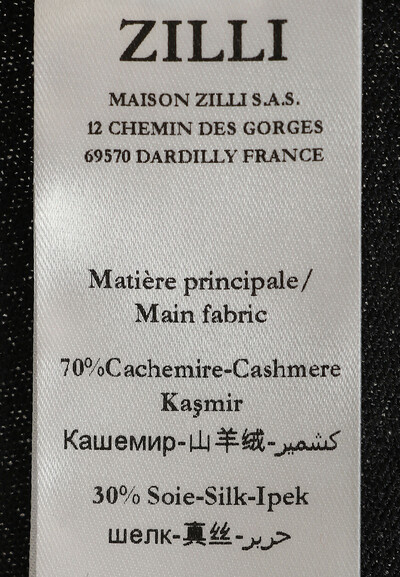 ZILLI
MAISON ZILLI S.A.S.
12 CHEMIN DES GORGES
69570 DARDILLY FRANCE
Matière principale/
Main fabric
70%Cachemire-Cashmere
Kaşmir
Кашемир-山羊绒-كشمير
30% Soie-Silk-Ipek
шелк-真丝-حرير